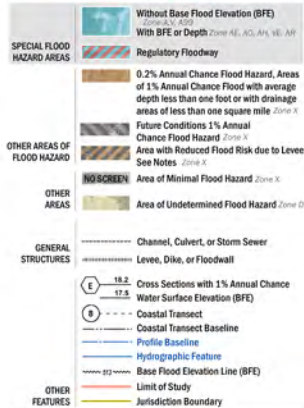 Without Base Flood Elevation (BFE)
Zone A, V, A99
With BFE or Depth Zone AE, AO, AH, VE, AR
SPECIAL FLOOD
HAZARD AREAS
Regulatory Floodway
0.2% Annual Chance Flood Hazard, Areas
of 1% Annual Chance Flood with average
depth less than one foot or with drainage
areas of less than one square mile Zone X
Future Conditions 1% Annual
Chance Flood Hazard Zone X
OTHER AREAS OF
FLOOD HAZARD
Area with Reduced Flood Risk due to Levee
See Notes Zone X
NO SCREEN Area of Minimal Flood Hazard Zone X
OTHER
AREAS
Area of Undetermined Flood Hazard Zone D
GENERAL
STRUCTURES
Channel, Culvert, or Storm Sewer
Levee, Dike, or Floodwall
E 18.2 Cross Sections with 1% Annual Chance
17.5 Water Surface Elevation (BFE)
8 Coastal Transect
Coastal Transect Baseline
Profile Baseline
Hydrographic Feature
513 Base Flood Elevation Line (BFE)
OTHER
FEATURES
Limit of Study
Jurisdiction Boundary